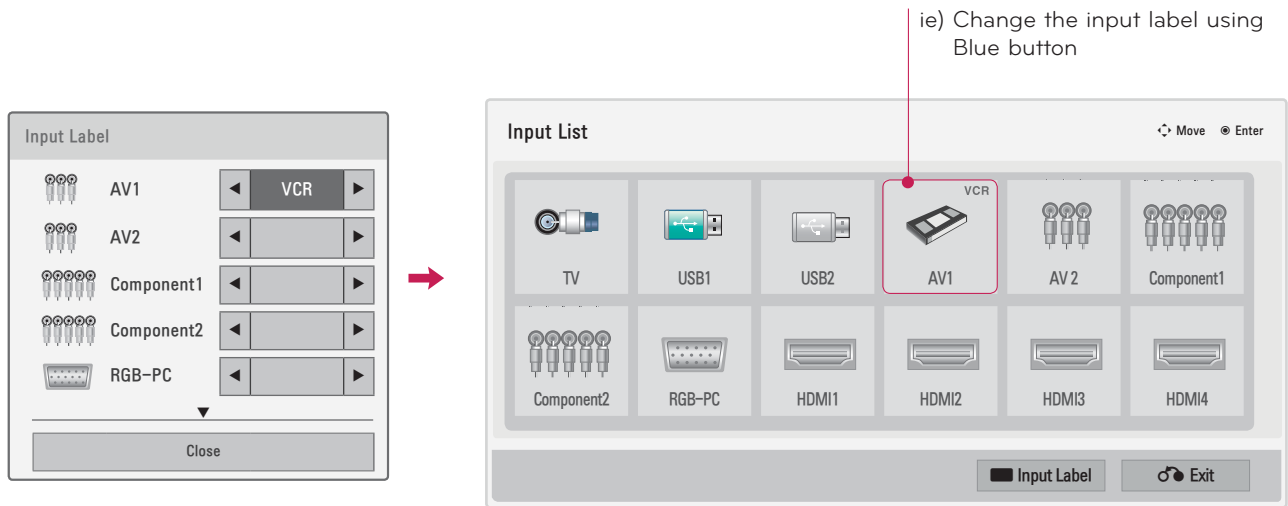 ie) Change the input label using
Blue button
Input Label
AV1
VCR
AV2
Component1
Component2
RGB-PC
Close
Input List
Move
Enter
VCR
TV
USB1
USB2
AV1
AV 2
Component1
Component2
RGB-PC
HDMI1
HDMI2
HDMI3
HDMI4
Input Label
Exit